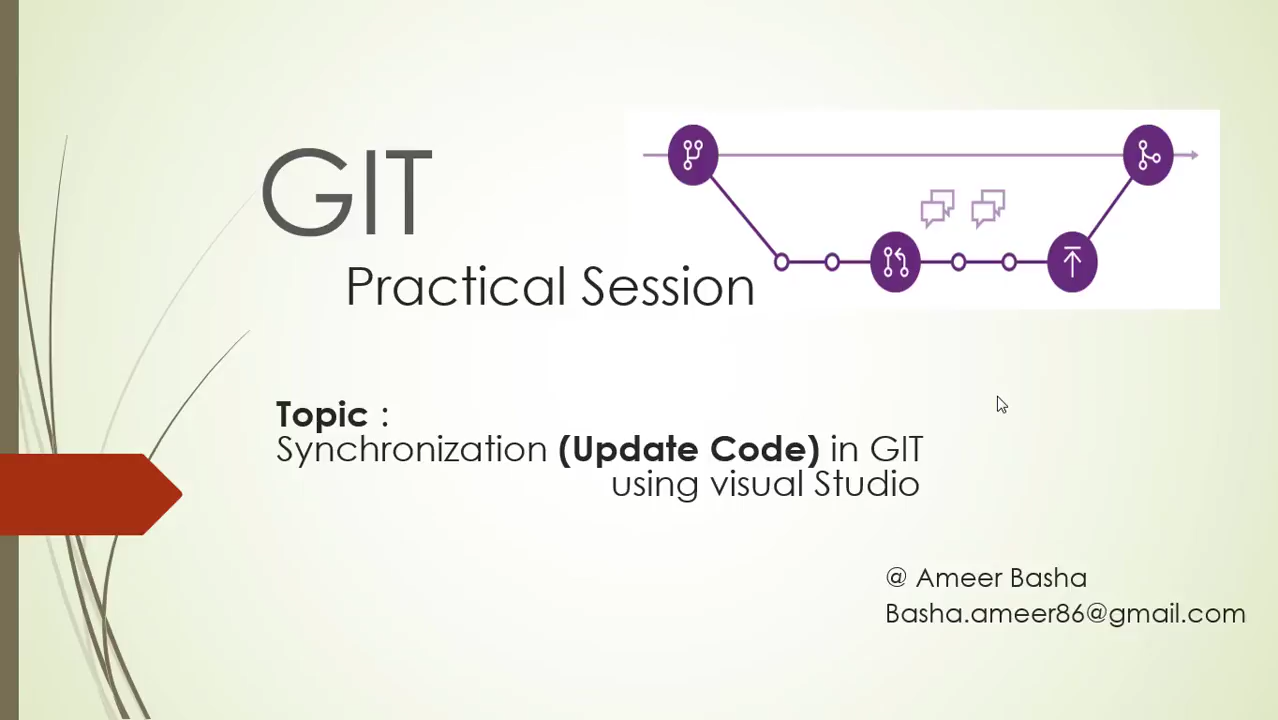 GIT
Practical Session
Topic :
Synchronization (Update Code) in GIT
using visual Studio
@ Ameer Basha
Basha.ameer86@gmail.com